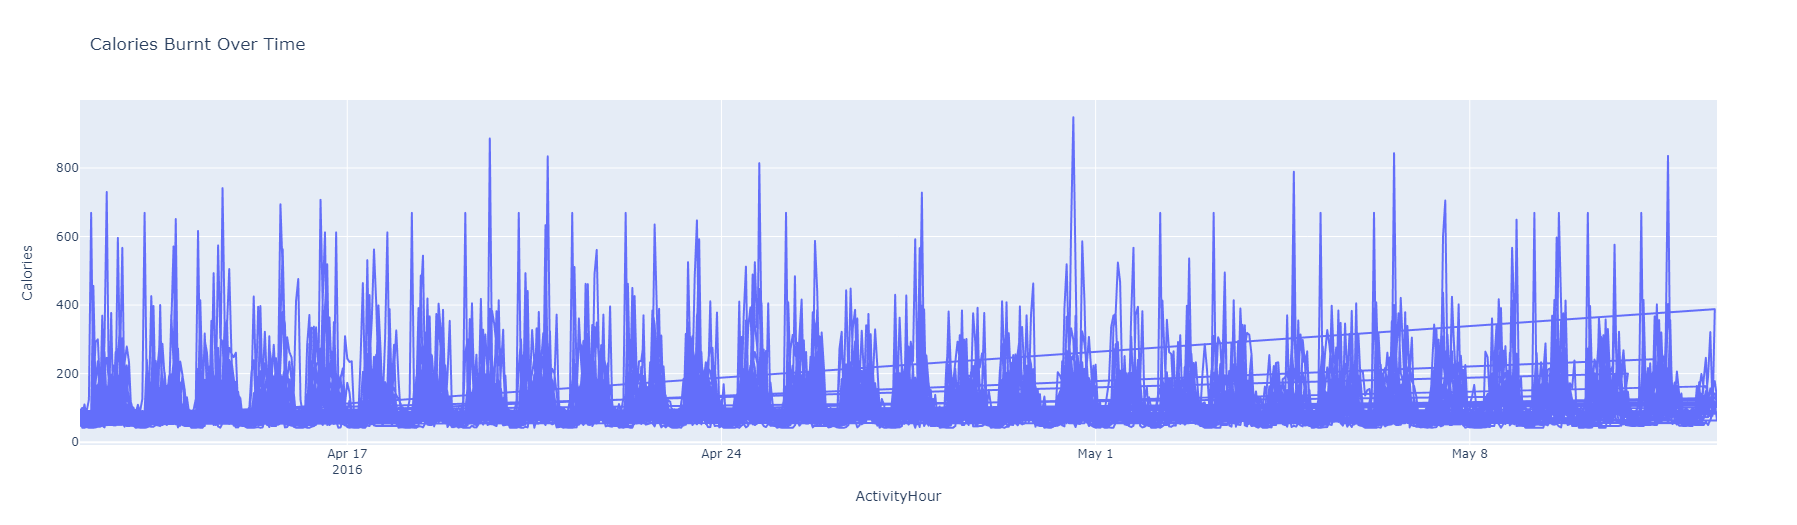 Calories Burnt Over Time
Calories
800
600
400
200
0
Apr 17
2016
Apr 24
May 1
May 8
ActivityHour